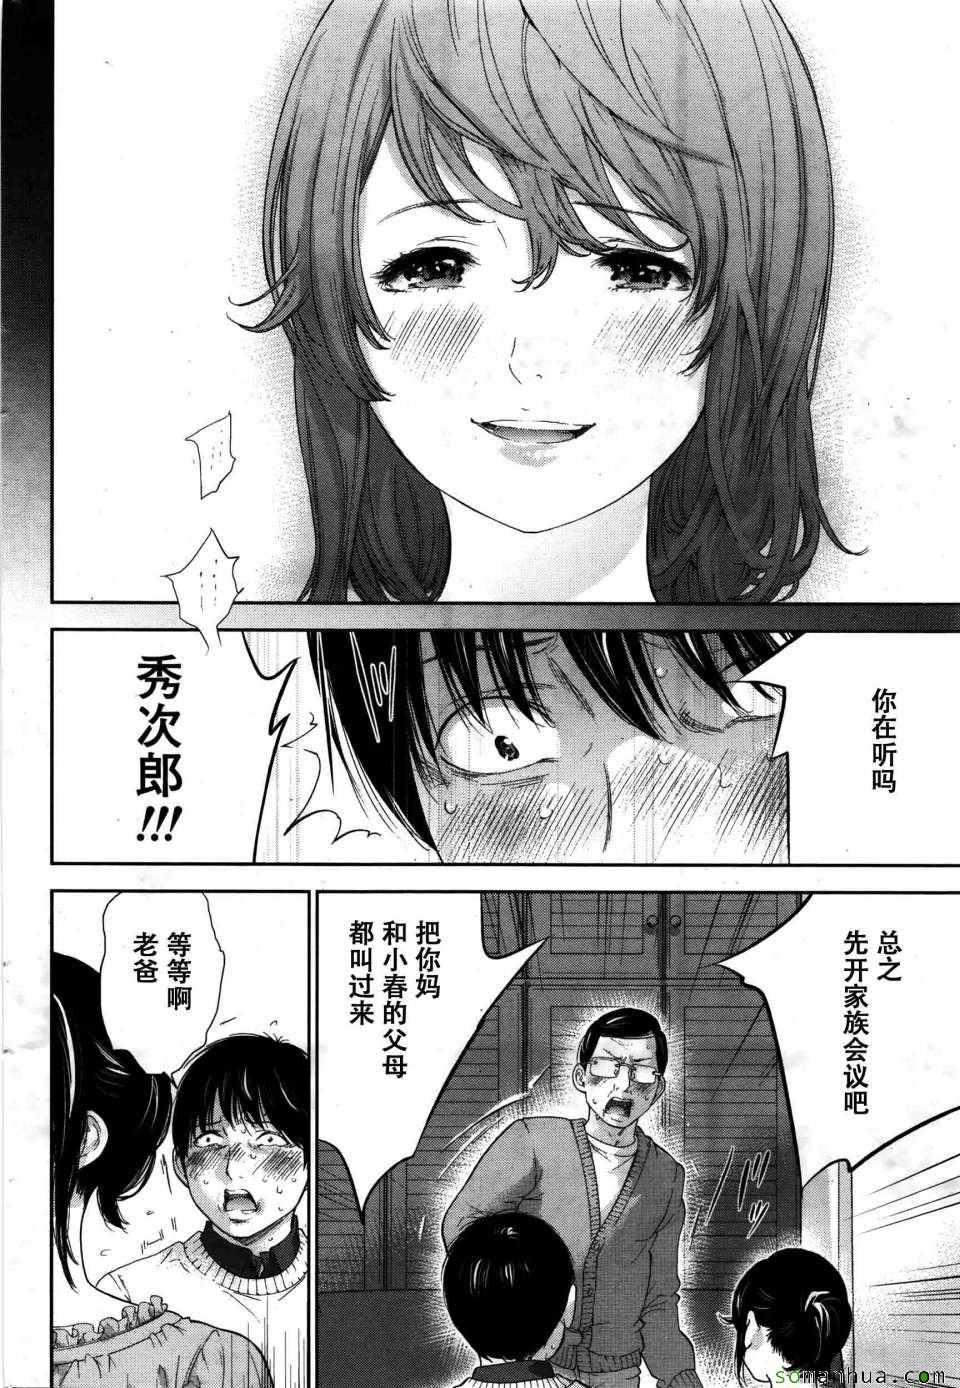 ……
……
你在听吗
秀次郎!!!
总之
先开家族会议吧
把你妈
和小春的父母
都叫过来
等等啊
老爸
somanhua.com